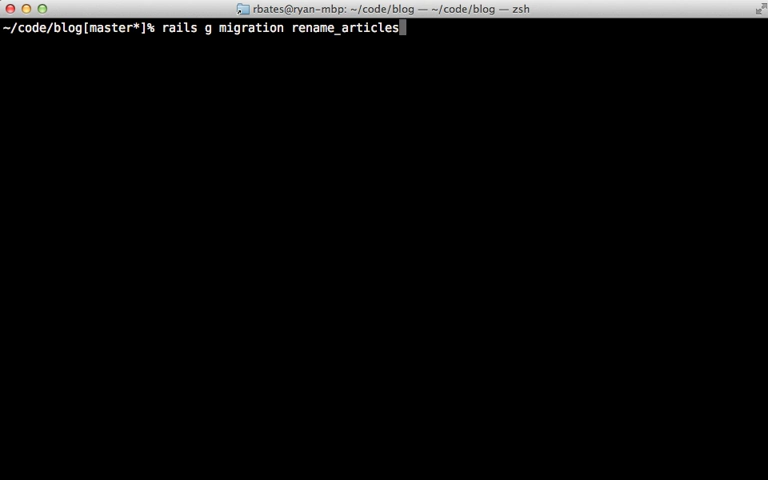 rbates@ryan-mbp: ~/code/blog — ~/code/blog — zsh
~/code/blog[master*]% rails g migration rename_articles